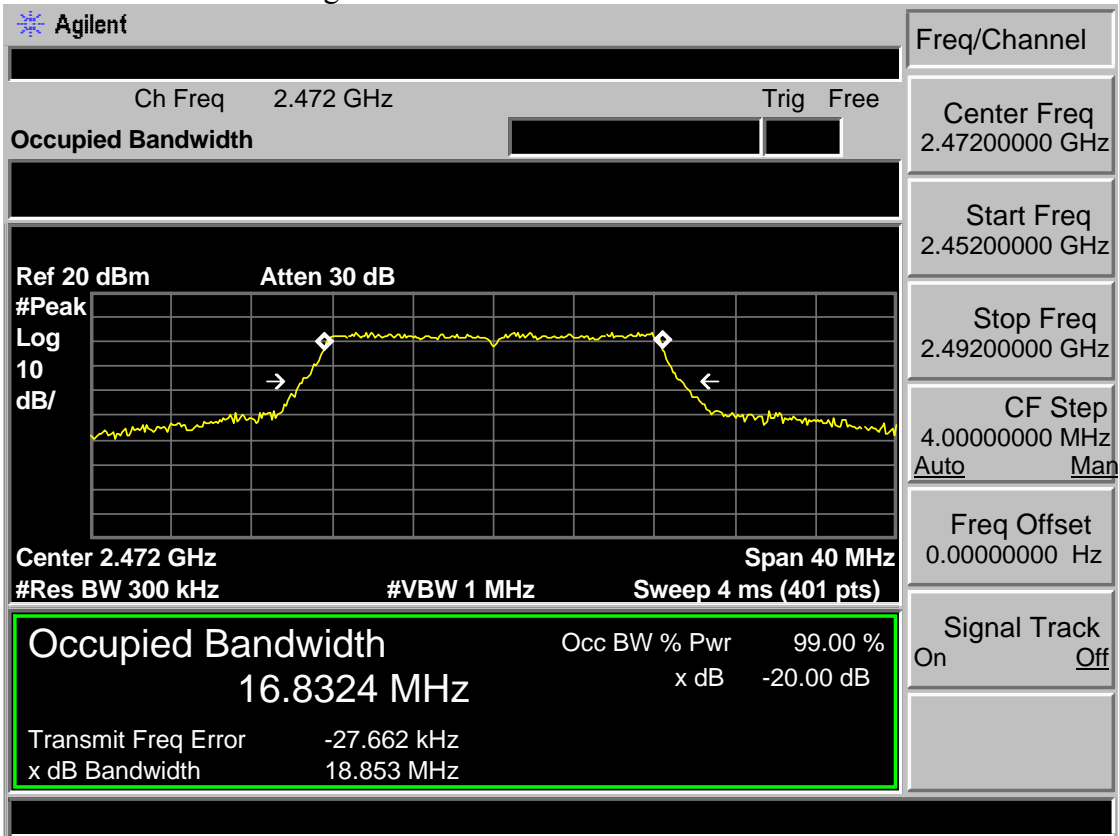 Agilent
Freq/Channel
Ch Freq 2.472 GHz Trig Free
Occupied Bandwidth
Center Freq
2.47200000 GHz
Start Freq
2.45200000 GHz
Stop Freq
2.49200000 GHz
CF Step
4.00000000 MHz
Auto Man
Freq Offset
0.00000000 Hz
Signal Track
On Off
Ref 20 dBm Atten 30 dB
#Peak
Log
10
dB/
Center 2.472 GHz Span 40 MHz
#Res BW 300 kHz #VBW 1 MHz Sweep 4 ms (401 pts)
Occupied Bandwidth Occ BW % Pwr 99.00 %
16.8324 MHz x dB -20.00 dB
Transmit Freq Error -27.662 kHz
x dB Bandwidth 18.853 MHz